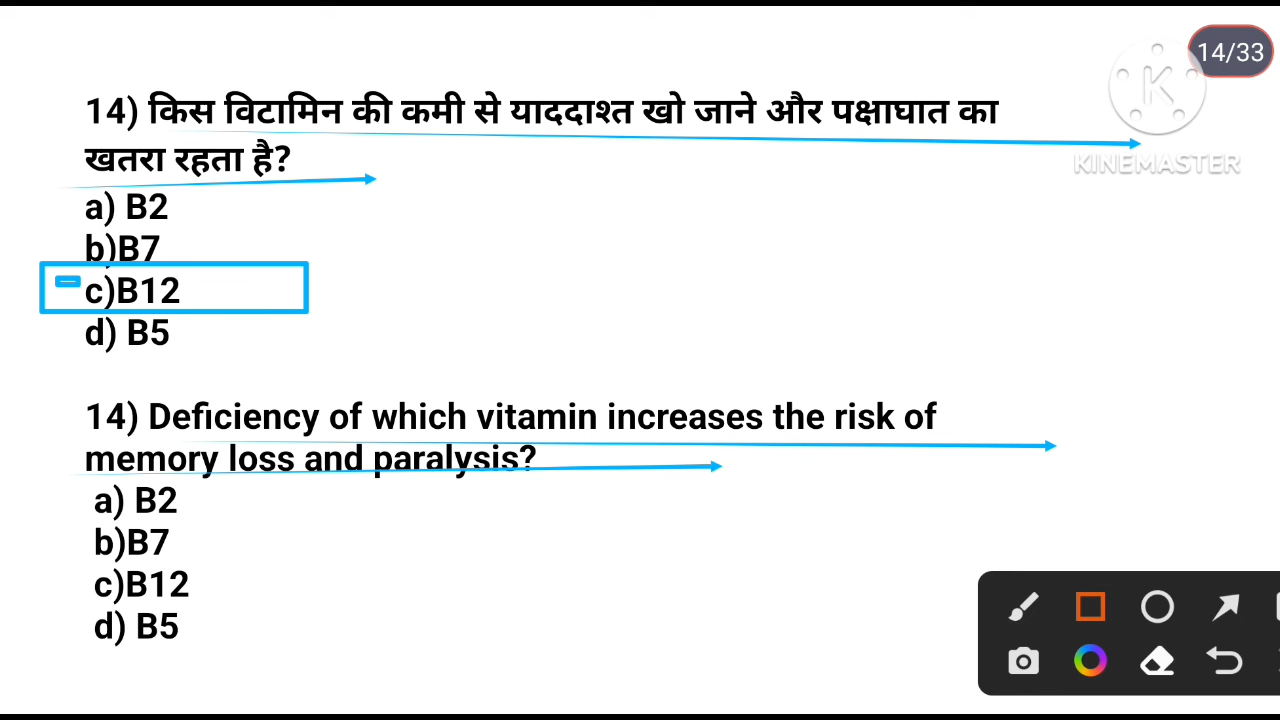 14/33
14) किस विटामिन की कमी से याददाश्त खो जाने और पक्षाघात का
खतरा रहता है?
KINEMASTER
a) B2
b)B7
c)B12
d) B5
14) Deficiency of which vitamin increases the risk of
memory loss and paralysis?
a) B2
b)B7
c)B12
d) B5